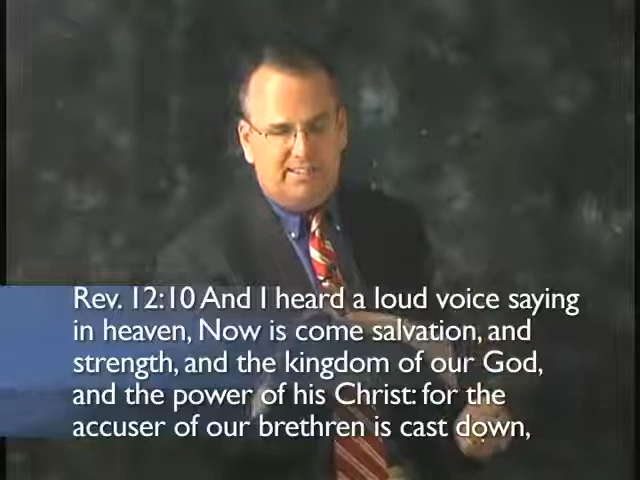 Rev. 12:10 And I heard a loud voice saying
in heaven, Now is come salvation, and
strength, and the kingdom of our God,
and the power of his Christ: for the
accuser of our brethren is cast down,